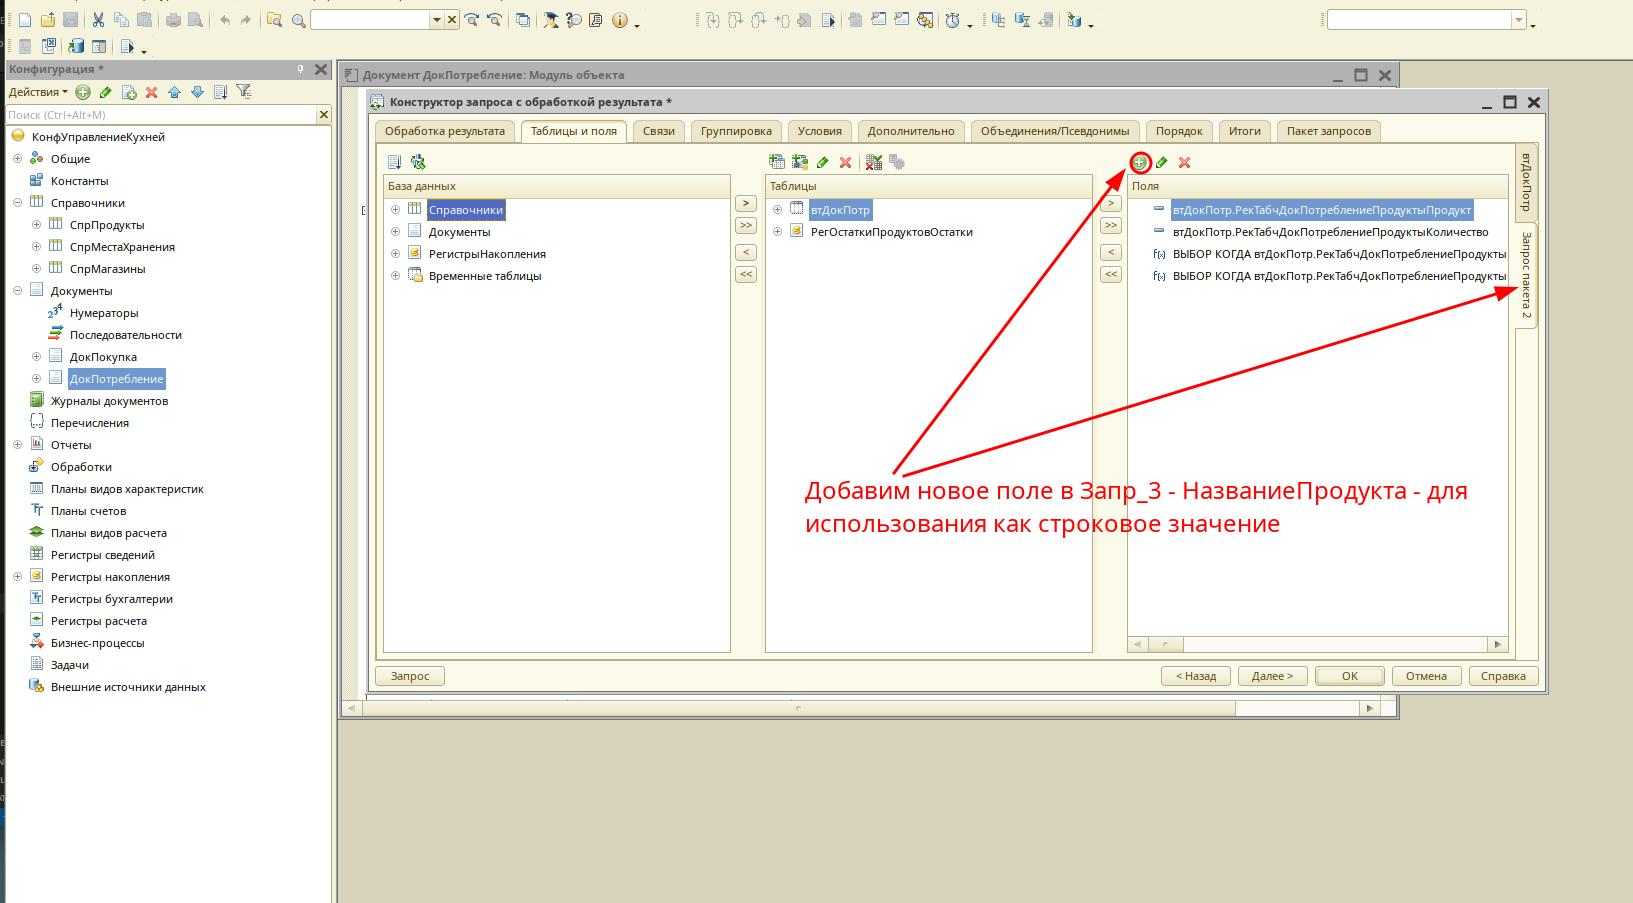 Конфигурация *
Действия
Поиск (Ctrl+Alt+M)
КонфУправлениеКухней
Общие
Константы
Справочники
СпрПродукты
СпрМестаХранения
СпрМагазины
Документы
Нумераторы
Последовательности
ДокПокупка
ДокПотребление
Журналы документов
Перечисления
Отчеты
Обработки
Планы видов характеристик
Планы счетов
Планы видов расчета
Регистры сведений
Регистры накопления
Регистры бухгалтерии
Регистры расчета
Бизнес-процессы
Задачи
Внешние источники данных
Документ ДокПотребление: Модуль объекта
Конструктор запроса с обработкой результата *
Обработка результата
Таблицы и поля
Связи
Группировка
Условия
Дополнительно
Объединения/Псевдонимы
Порядок
Итоги
Пакет запросов
База данных
Справочники
Документы
РегистрыНакопления
Временные таблицы
>
>>
<
<<
Таблицы
втДокПотр
РегОстаткиПродуктовОстатки
>
>>
<
<<
Поля
втДокПотр.РекТабчДокПотреблениеПродуктыПродукт
втДокПотр.РекТабчДокПотреблениеПродуктыКоличество
ВЫБОР КОГДА втДокПотр.РекТабчДокПотреблениеПродукты
ВЫБОР КОГДА втДокПотр.РекТабчДокПотреблениеПродукты
втДокПотр
Запрос пакета 2
Добавим новое поле в Запр_3 - НазваниеПродукта - для
использования как строковое значение
Запрос
< Назад
Далее >
OK
Отмена
Справка